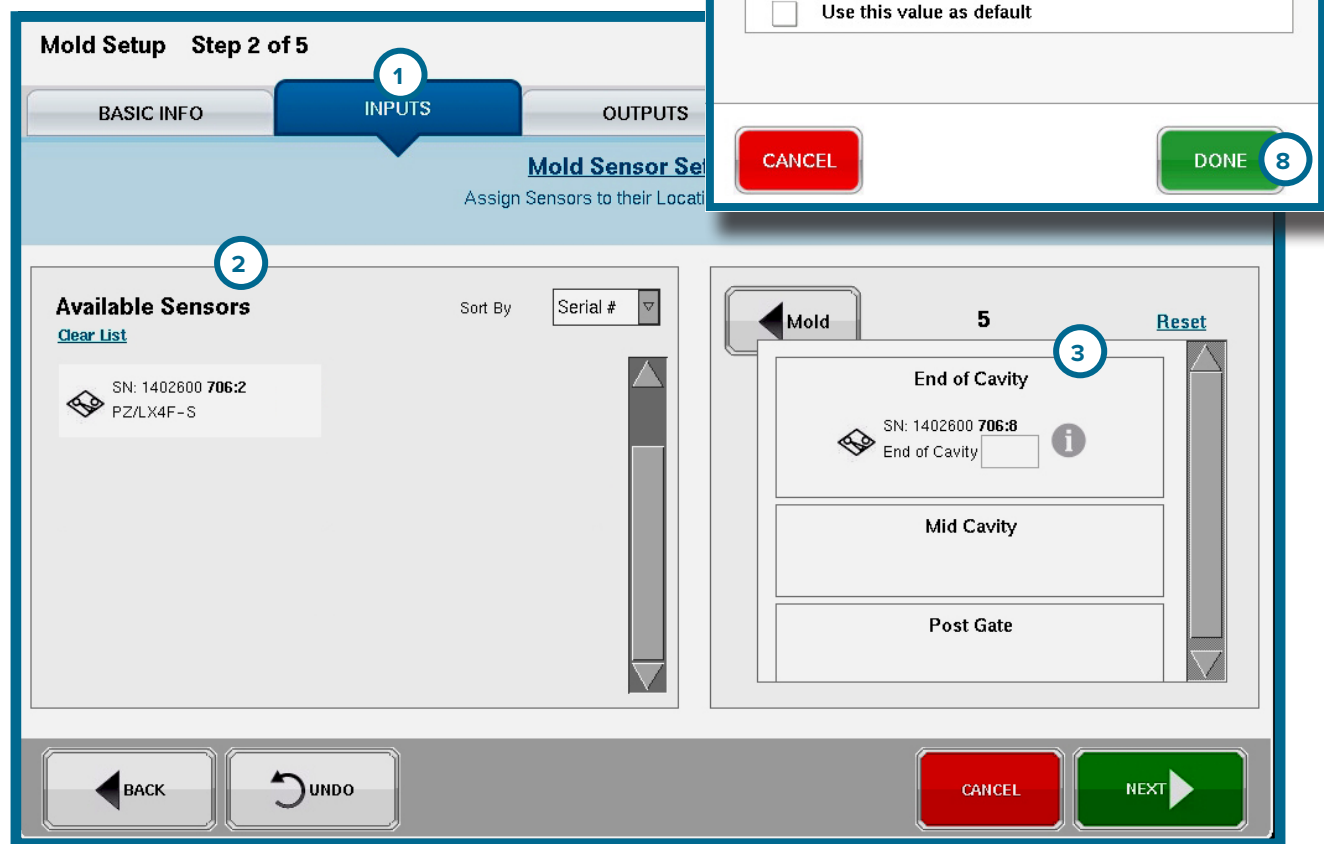 Use this value as default
CANCEL
DONE
8
Mold Setup Step 2 of 5
1
BASIC INFO
INPUTS
OUTPUTS
Mold Sensor Set
Assign Sensors to their Locati
2
Available Sensors
Clear List
Sort By
Serial #
SN: 1402600 706:2
PZ/LX4F-S
Mold
5
Reset
3
End of Cavity
SN: 1402600 706:8
End of Cavity
i
Mid Cavity
Post Gate
BACK
UNDO
CANCEL
NEXT